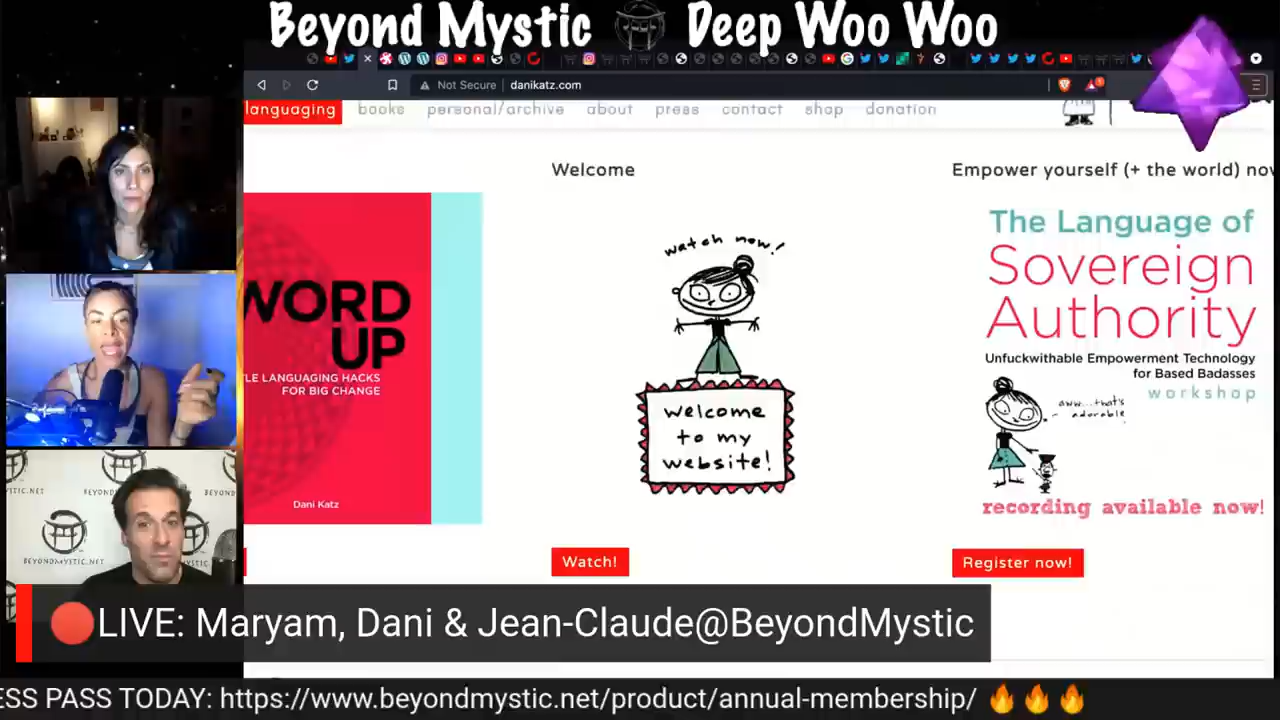 Beyond Mystic Deep Woo Woo
Not Secure danikatz.com
languaging books personal/archive about press contact shop donation
Welcome
Empower yourself (+ the world) now
WORD
UP
LE LANGUAGING HACKS
FOR BIG CHANGE
Dani Katz
watch now!
welcome
to my
website!
Watch!
The Language of
Sovereign
Authority
Unfuckwithable Empowerment Technology
for Based Badasses
workshop
aww...that's
adorable!
recording available now!
Register now!
MYSTIC.NET
BEYOND
BEYONDMYSTIC.NET
🔴LIVE: Maryam, Dani & Jean-Claude@BeyondMystic
ESS PASS TODAY: https://www.beyondmystic.net/product/annual-membership/ 🔥🔥🔥